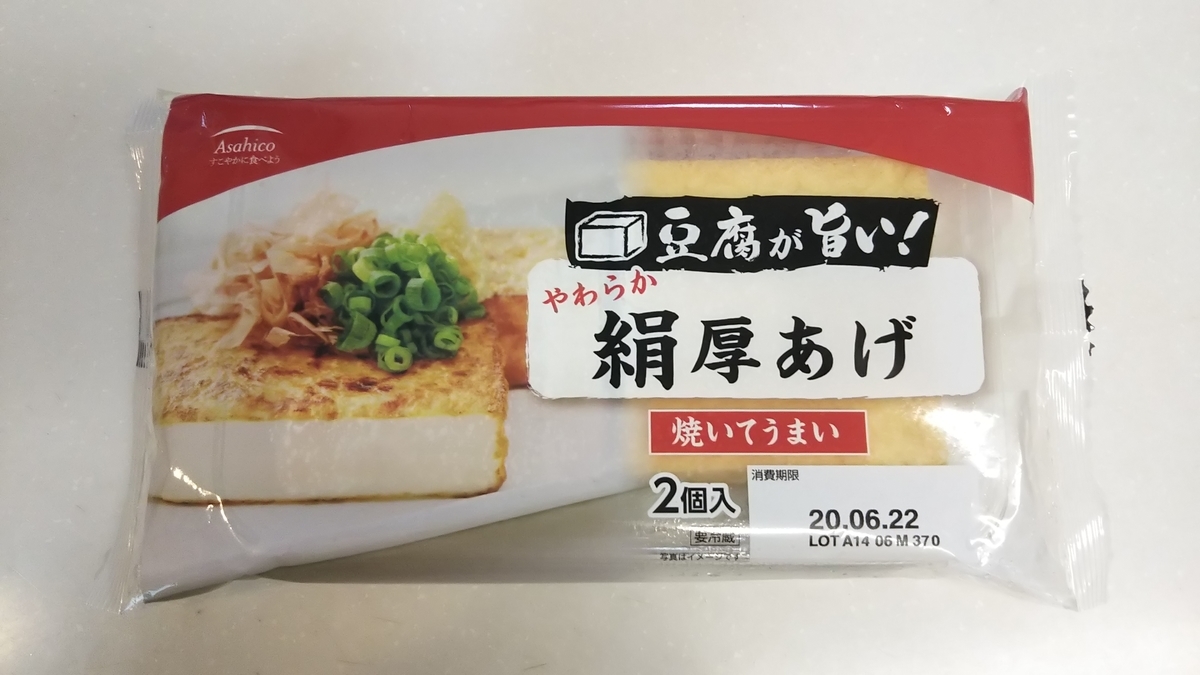 Asahico
すこやかに食べよう
豆腐が旨い!
やわらか
絹厚あげ
焼いてうまい
2個入
要冷蔵
写真はイメージです
消費期限
20.06.22
LOT A14 06 M 370